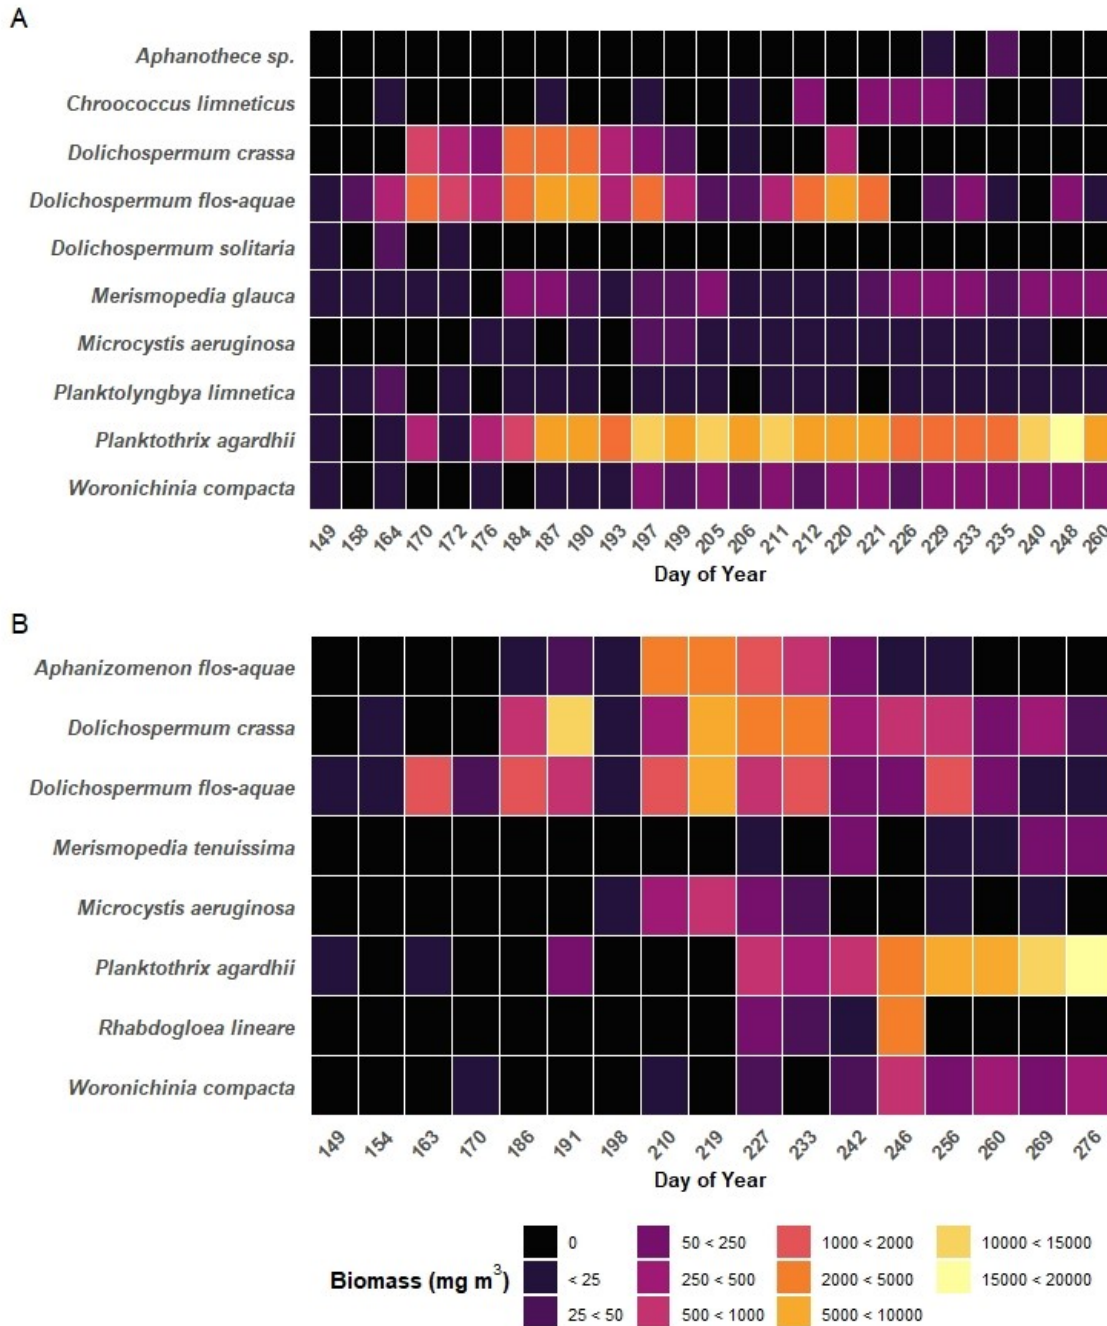 A
Aphanothece sp.
Chroococcus limneticus
Dolichospermum crassa
Dolichospermum flos-aquae
Dolichospermum solitaria
Merismopedia glauca
Microcystis aeruginosa
Planktolyngbya limnetica
Planktothrix agardhii
Woronichinia compacta
149 158 164 170 172 176 184 187 190 193 197 199 205 206 211 212 220 221 226 229 233 235 240 248 260
Day of Year
B
Aphanizomenon flos-aquae
Dolichospermum crassa
Dolichospermum flos-aquae
Merismopedia tenuissima
Microcystis aeruginosa
Planktothrix agardhii
Rhabdogloea lineare
Woronichinia compacta
149 154 163 170 186 191 198 210 219 227 233 242 246 256 260 269 276
Day of Year
Biomass (mg m³)
0
< 25
25 < 50
50 < 250
250 < 500
500 < 1000
1000 < 2000
2000 < 5000
5000 < 10000
10000 < 15000
15000 < 20000